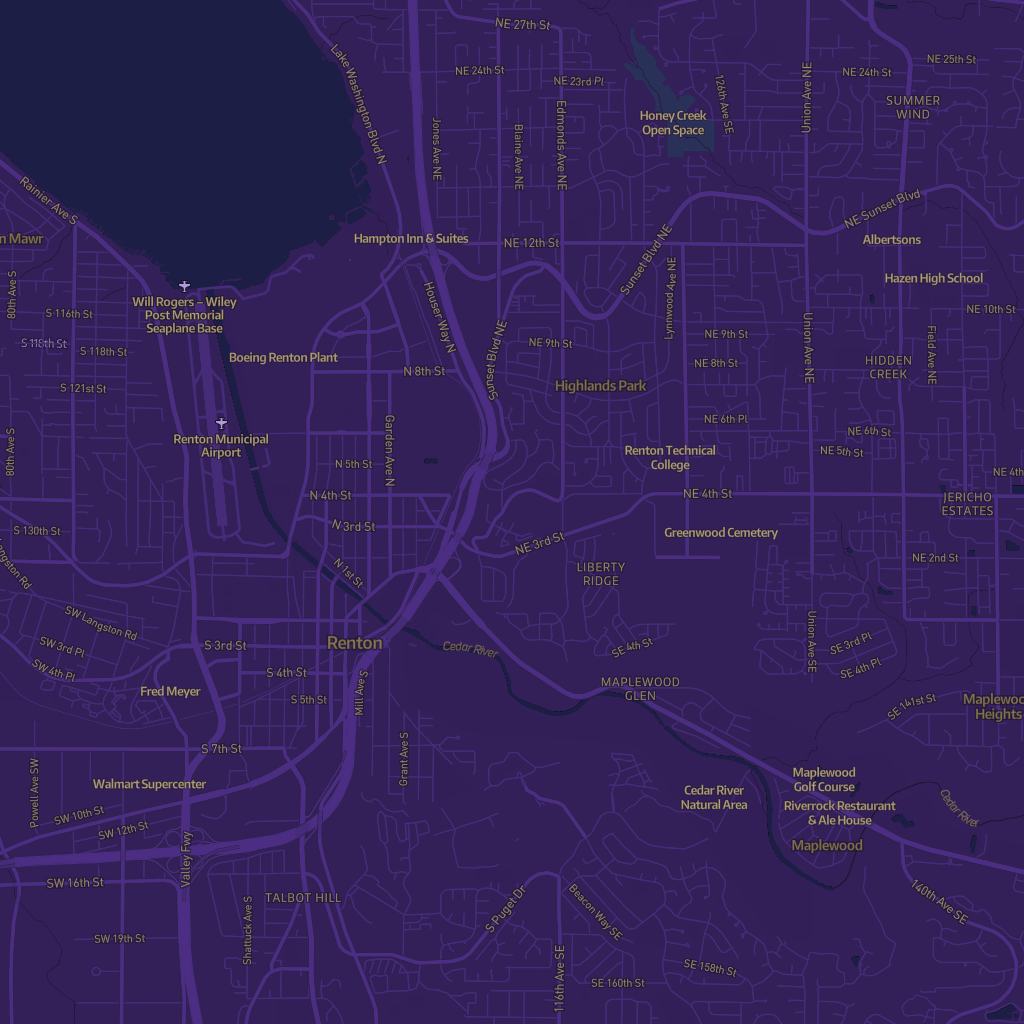 NE 27th St
Lake Washington Blvd N
NE 24th St
NE 23rd Pl
126th Ave SE
Union Ave NE
NE 24th St
NE 25th St
SUMMER
WIND
Honey Creek
Open Space
Jones Ave NE
Blaine Ave NE
Edmonds Ave NE
Rainier Ave S
n Mawr
Hampton Inn & Suites
NE 12th St
Sunset Blvd NE
NE Sunset Blvd
Albertsons
Hazen High School
80th Ave S
Will Rogers – Wiley
Post Memorial
Seaplane Base
S 116th St
S 118th St
S 118th St
S 121st St
Boeing Renton Plant
Houser Way N
Sunset Blvd NE
Lynnwood Ave NE
Union Ave NE
NE 10th St
NE 9th St
NE 9th St
NE 8th St
HIDDEN
CREEK
Field Ave NE
N 8th St
Highlands Park
NE 6th Pl
NE 6th St
NE 5th St
NE 4th
80th Ave S
Renton Municipal
Airport
Garden Ave N
N 5th St
N 4th St
N 3rd St
Renton Technical
College
NE 4th St
JERICHO
ESTATES
S 130th St
Langston Rd
Greenwood Cemetery
NE 3rd St
NE 2nd St
LIBERTY
RIDGE
N 1st St
SW Langston Rd
SW 3rd Pl
SW 4th Pl
S 3rd St
Renton
Cedar River
SE 4th St
Union Ave SE
SE 3rd Pl
SE 4th Pl
S 4th St
S 5th St
Mill Ave S
Fred Meyer
MAPLEWOOD
GLEN
SE 141st St
Maplewoo
Heights
S 7th St
Grant Ave S
Powell Ave SW
Walmart Supercenter
Cedar River
Natural Area
Maplewood
Golf Course
Riverrock Restaurant
& Ale House
Cedar River
Maplewood
SW 10th St
SW 12th St
Valley Fwy
SW 16th St
TALBOT HILL
Shattuck Ave S
SW 19th St
S Puget Dr
Beacon Way SE
116th Ave SE
SE 160th St
SE 158th St
140th Ave SE